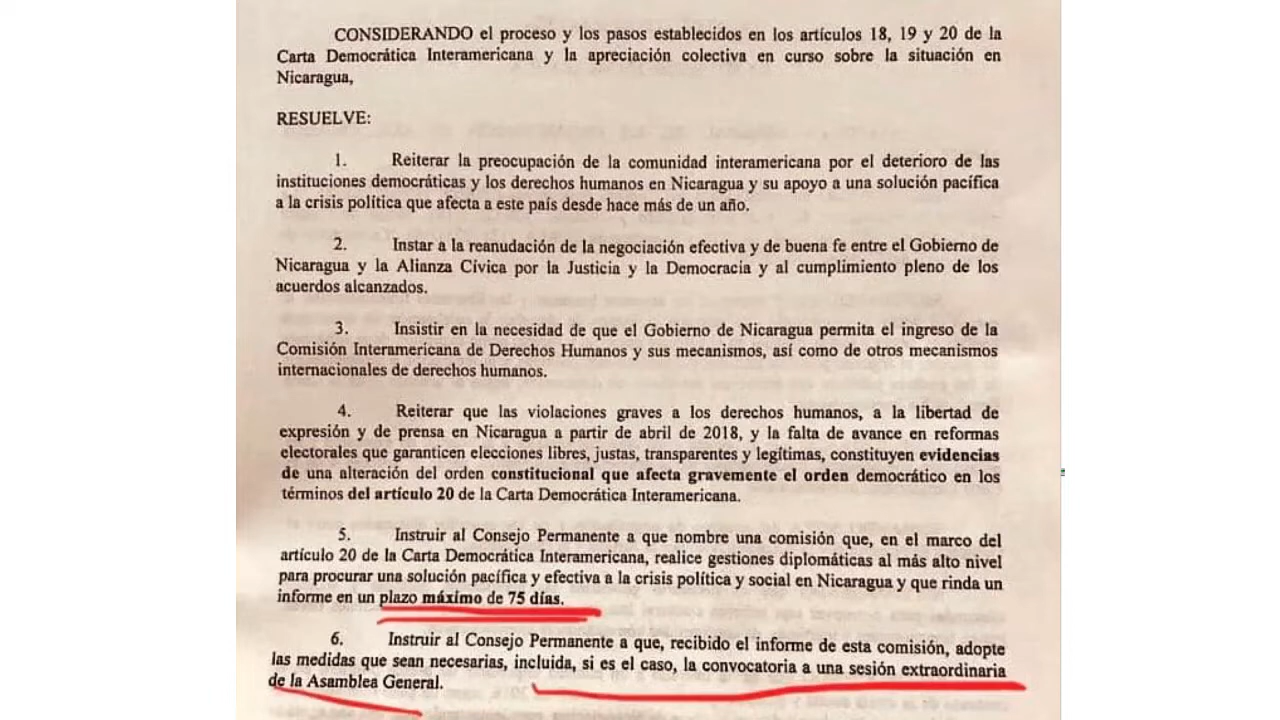 CONSIDERANDO el proceso y los pasos establecidos en los artículos 18, 19 y 20 de la
Carta Democrática Interamericana y la apreciación colectiva en curso sobre la situación en
Nicaragua,
RESUELVE:
1. Reiterar la preocupación de la comunidad interamericana por el deterioro de las
instituciones democráticas y los derechos humanos en Nicaragua y su apoyo a una solución pacífica
a la crisis política que afecta a este país desde hace más de un año.
2. Instar a la reanudación de la negociación efectiva y de buena fe entre el Gobierno de
Nicaragua y la Alianza Cívica por la Justicia y la Democracia y al cumplimiento pleno de los
acuerdos alcanzados.
3. Insistir en la necesidad de que el Gobierno de Nicaragua permita el ingreso de la
Comisión Interamericana de Derechos Humanos y sus mecanismos, así como de otros mecanismos
internacionales de derechos humanos.
4. Reiterar que las violaciones graves a los derechos humanos, a la libertad de
expresión y de prensa en Nicaragua a partir de abril de 2018, y la falta de avance en reformas
electorales que garanticen elecciones libres, justas, transparentes y legítimas, constituyen evidencias
de una alteración del orden constitucional que afecta gravemente el orden democrático en los
términos del artículo 20 de la Carta Democrática Interamericana.
5. Instruir al Consejo Permanente a que nombre una comisión que, en el marco del
artículo 20 de la Carta Democrática Interamericana, realice gestiones diplomáticas al más alto nivel
para procurar una solución pacífica y efectiva a la crisis política y social en Nicaragua y que rinda un
informe en un plazo máximo de 75 días.
6. Instruir al Consejo Permanente a que, recibido el informe de esta comisión, adopte
las medidas que sean necesarias, incluida, si es el caso, la convocatoria a una sesión extraordinaria
de la Asamblea General.